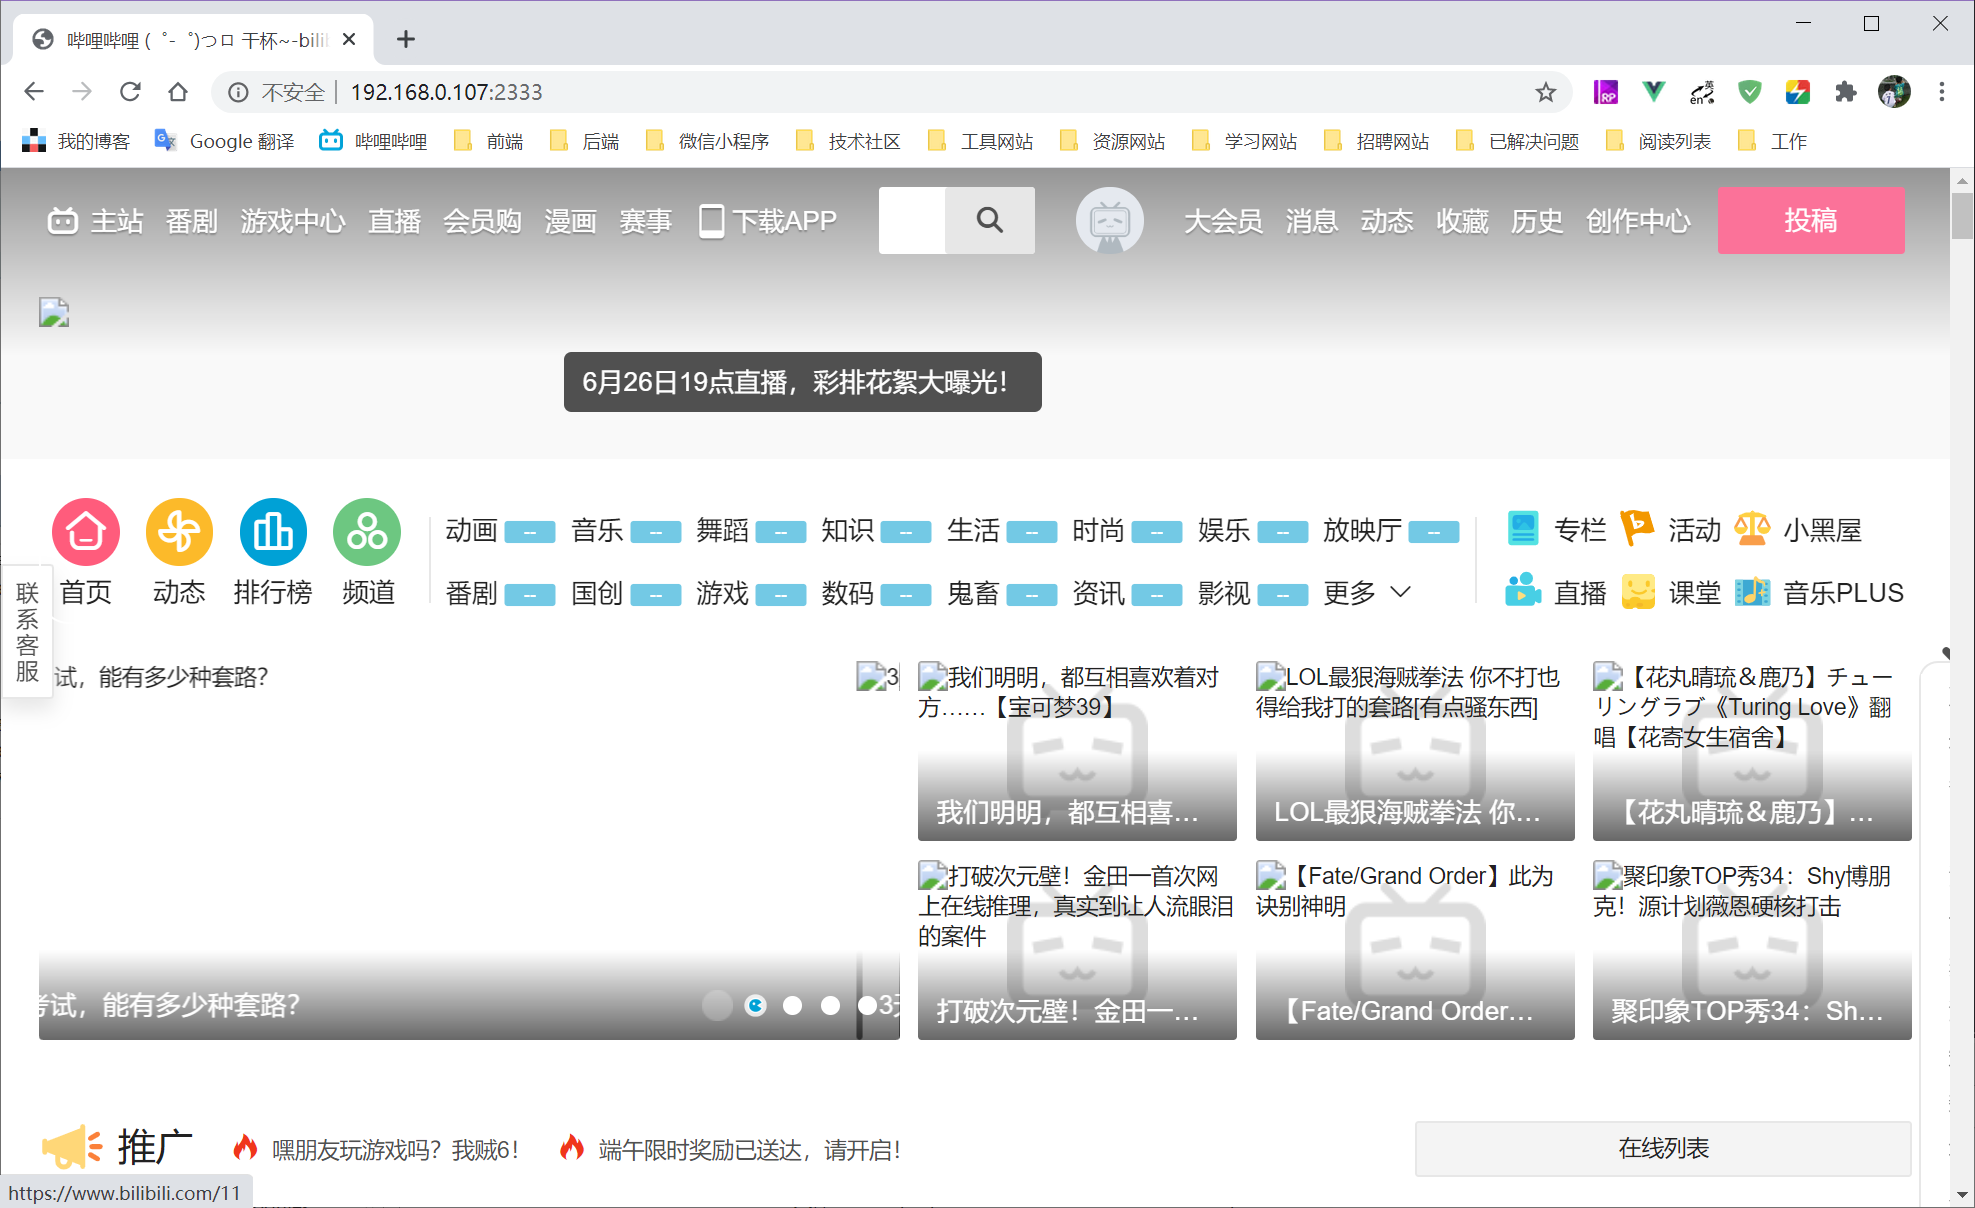 哔哩哔哩 (゜-゜)つロ 干杯~-bili
不安全 | 192.168.0.107:2333
我的博客 Google 翻译 哔哩哔哩 前端 后端 微信小程序 技术社区 工具网站 资源网站 学习网站 招聘网站 已解决问题 阅读列表 工作
主站 番剧 游戏中心 直播 会员购 漫画 赛事 下载APP 大会员 消息 动态 收藏 历史 创作中心 投稿
6月26日19点直播，彩排花絮大曝光！
动画 -- 音乐 -- 舞蹈 -- 知识 -- 生活 -- 时尚 -- 娱乐 -- 放映厅 -- 专栏 活动 小黑屋
首页 动态 排行榜 频道 番剧 -- 国创 -- 游戏 -- 数码 -- 鬼畜 -- 资讯 -- 影视 -- 更多 直播 课堂 音乐PLUS
联系客服
试，能有多少种套路？
3
考试，能有多少种套路？
3天
我们明明，都互相喜欢着对
方……【宝可梦39】
我们明明，都互相喜...
LOL最狠海贼拳法 你不打也
得给我打的套路[有点骚东西]
LOL最狠海贼拳法 你...
【花丸晴琉＆鹿乃】チュー
リングラブ《Turing Love》翻
唱【花寄女生宿舍】
【花丸晴琉＆鹿乃】...
打破次元壁！金田一首次网
上在线推理，真实到让人流眼泪
的案件
打破次元壁！金田一...
【Fate/Grand Order】此为
诀别神明
【Fate/Grand Order...
聚印象TOP秀34：Shy博朋
克！源计划薇恩硬核打击
聚印象TOP秀34：Sh...
推广 嘿朋友玩游戏吗？我贼6！ 端午限时奖励已送达，请开启！ 在线列表
https://www.bilibili.com/11